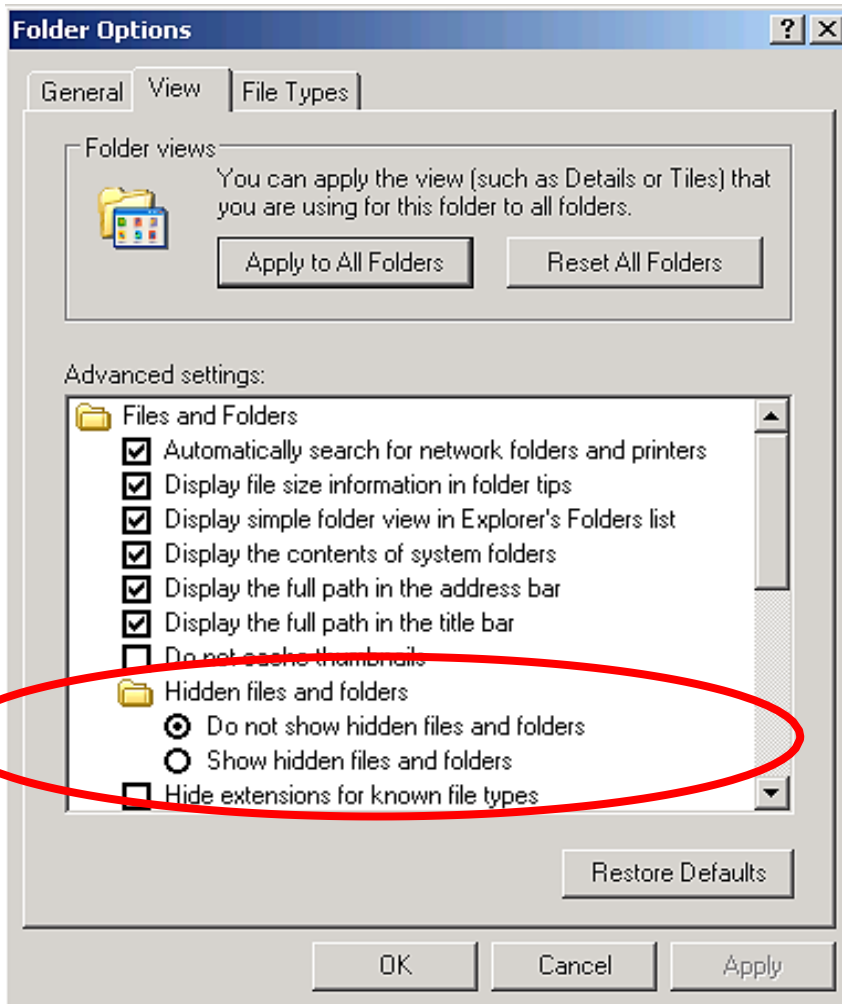 Folder Options
General View File Types
Folder views
You can apply the view (such as Details or Tiles) that
you are using for this folder to all folders.
Apply to All Folders Reset All Folders
Advanced settings:
Files and Folders
Automatically search for network folders and printers
Display file size information in folder tips
Display simple folder view in Explorer's Folders list
Display the contents of system folders
Display the full path in the address bar
Display the full path in the title bar
Do not cache thumbnails
Hidden files and folders
Do not show hidden files and folders
Show hidden files and folders
Hide extensions for known file types
Restore Defaults
OK Cancel Apply